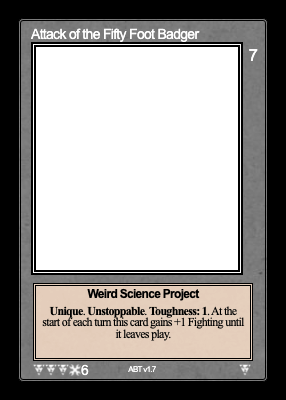 Attack of the Fifty Foot Badger
7
Weird Science Project
Unique. Unstoppable. Toughness: 1. At the
start of each turn this card gains +1 Fighting until
it leaves play.
6
ABT v1.7